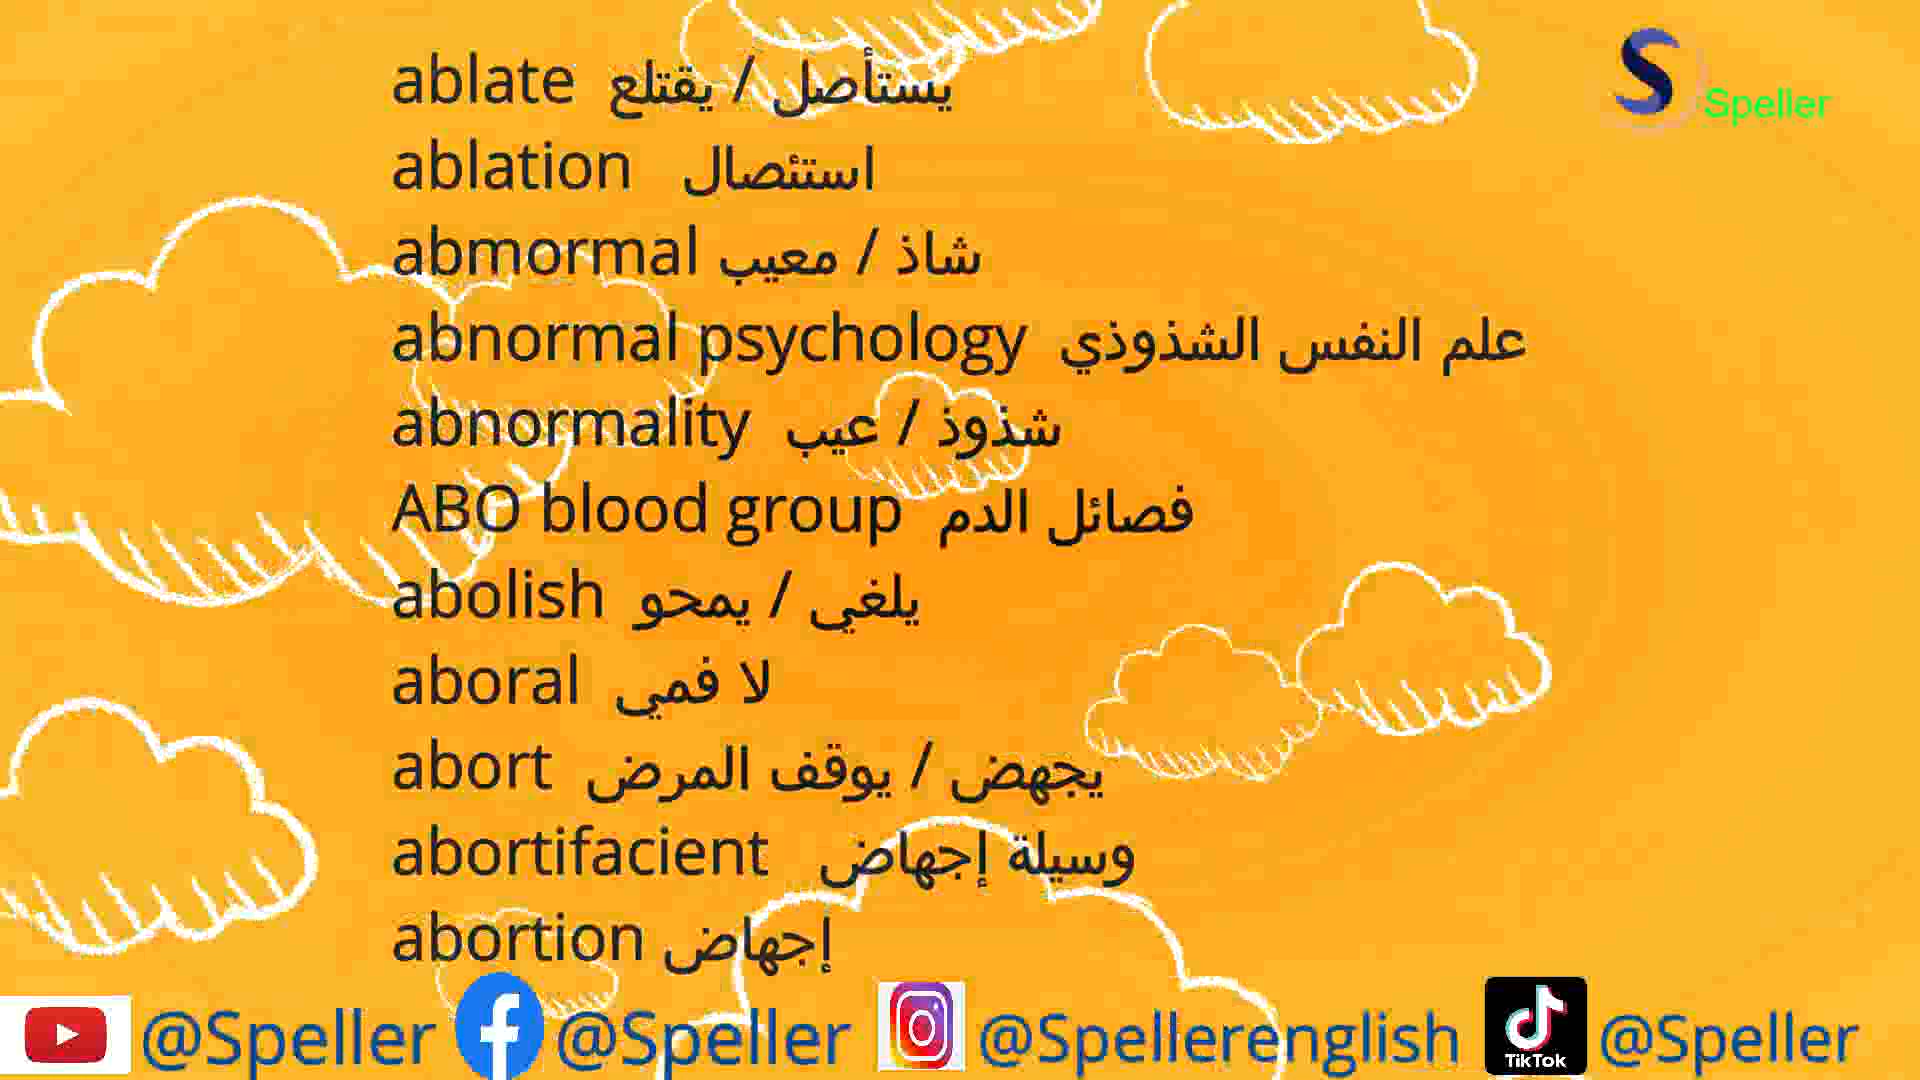 ablate يستأصل / يقتلع
Speller
ablation استئصال
abmormal شاذ / معيب
abnormal psychology علم النفس الشذوذي
abnormality شذوذ / عيب
ABO blood group فصائل الدم
abolish يلغي / يمحو
aboral لا فمي
abort يجهض / يوقف المرض
abortifacient وسيلة إجهاض
abortion إجهاض
@Speller @Speller @Spellerenglish TikTok @Speller